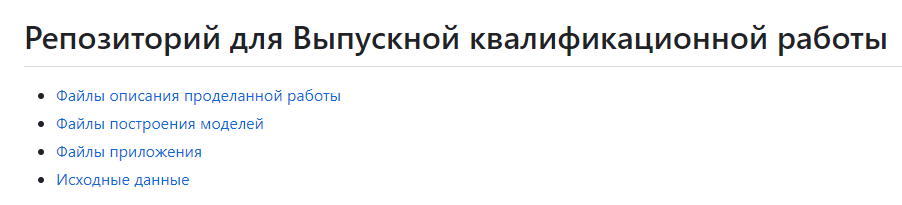 Репозиторий для Выпускной квалификационной работы
Файлы описания проделанной работы
Файлы построения моделей
Файлы приложения
Исходные данные